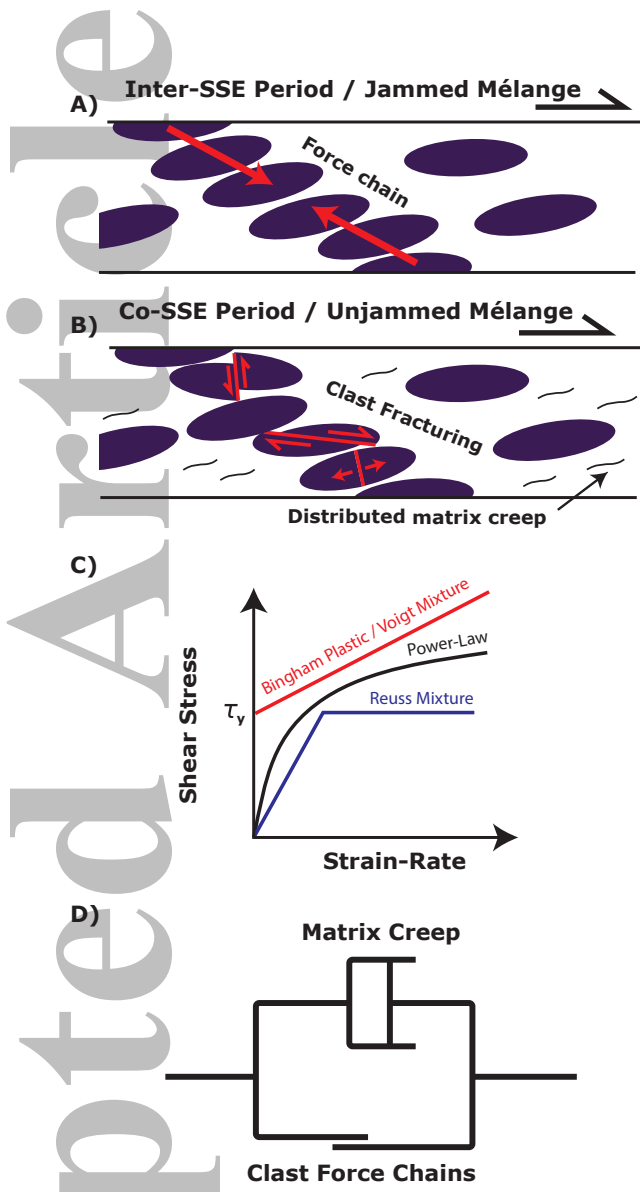 A)
Inter-SSE Period / Jammed Mélange
Force chain
B)
Co-SSE Period / Unjammed Mélange
Clast Fracturing
Distributed matrix creep
C)
Shear Stress
τy
Bingham Plastic / Voigt Mixture
Power-Law
Reuss Mixture
Strain-Rate
D)
Matrix Creep
Clast Force Chains
pted Article